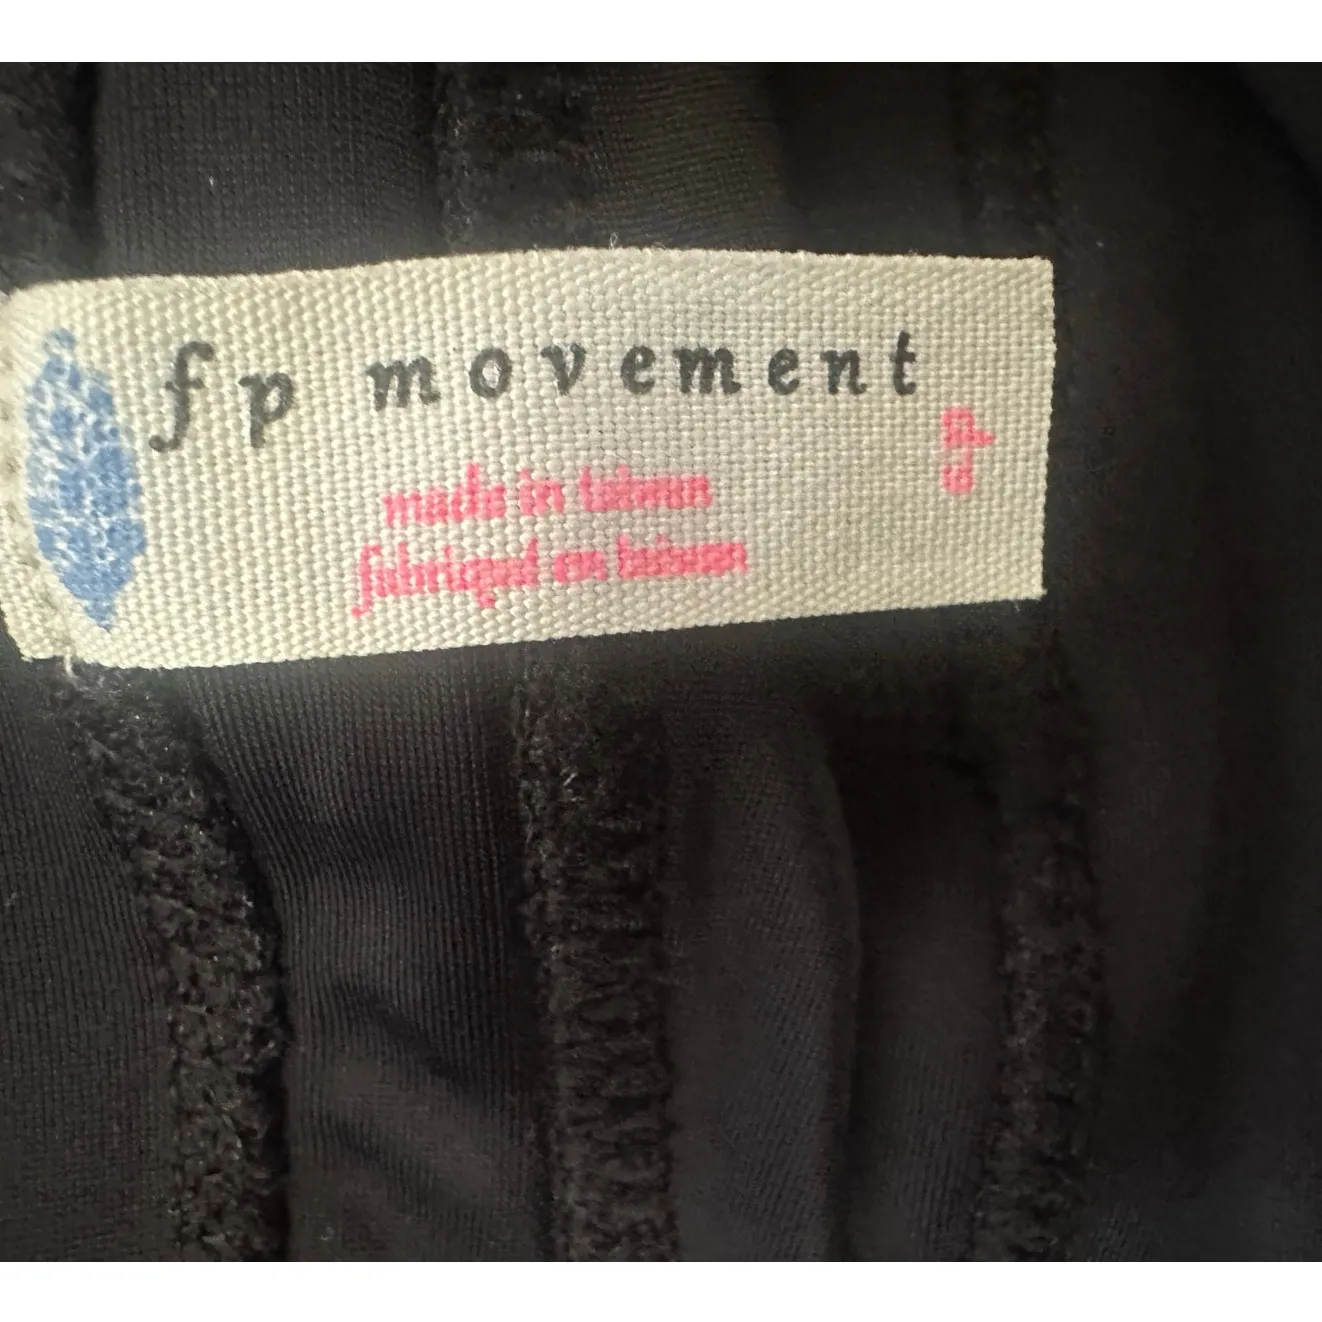 fp movement
made in taiwan
fabriqué en taiwan